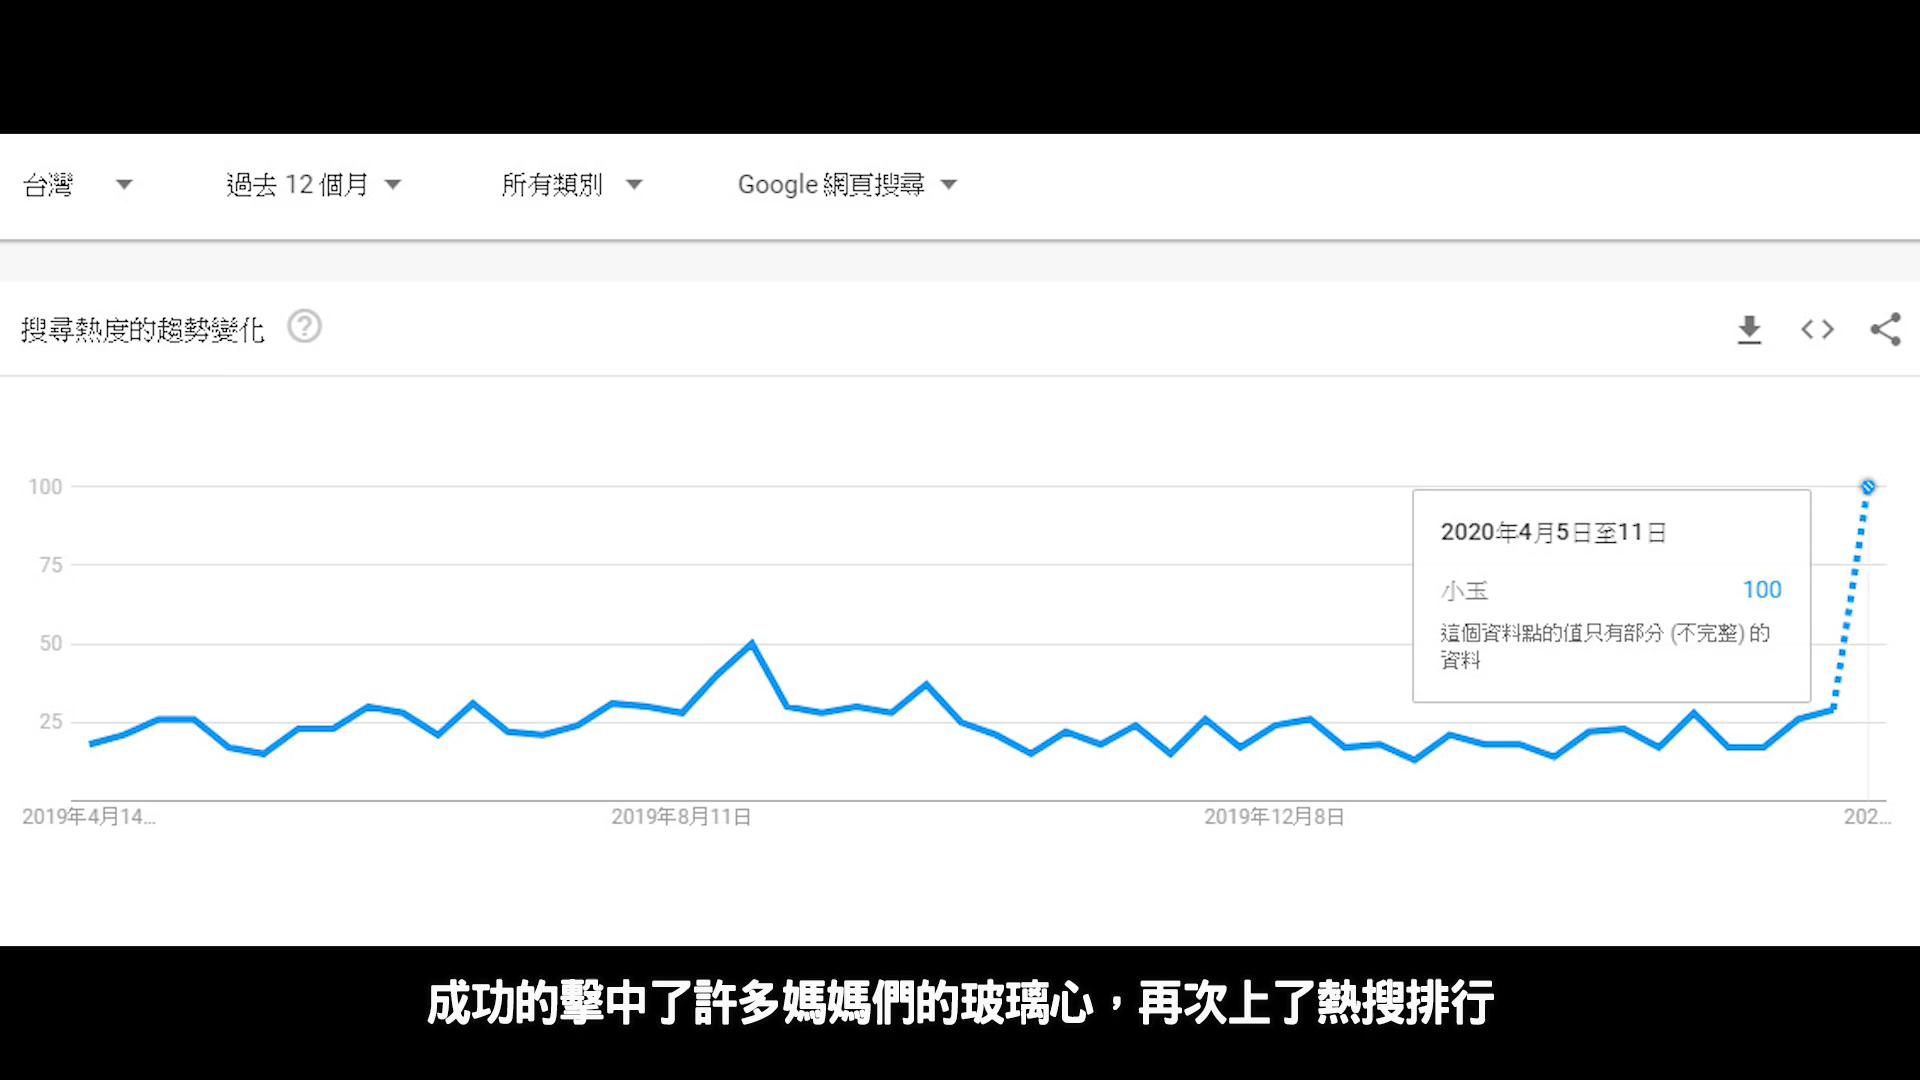 台灣 過去 12 個月 所有類別 Google 網頁搜尋
搜尋熱度的趨勢變化 ?
100
75
50
25
2020年4月5日至11日
小玉 100
這個資料點的值只有部分 (不完整) 的
資料
2019年4月14... 2019年8月11日 2019年12月8日 202...
成功的擊中了許多媽媽們的玻璃心，再次上了熱搜排行